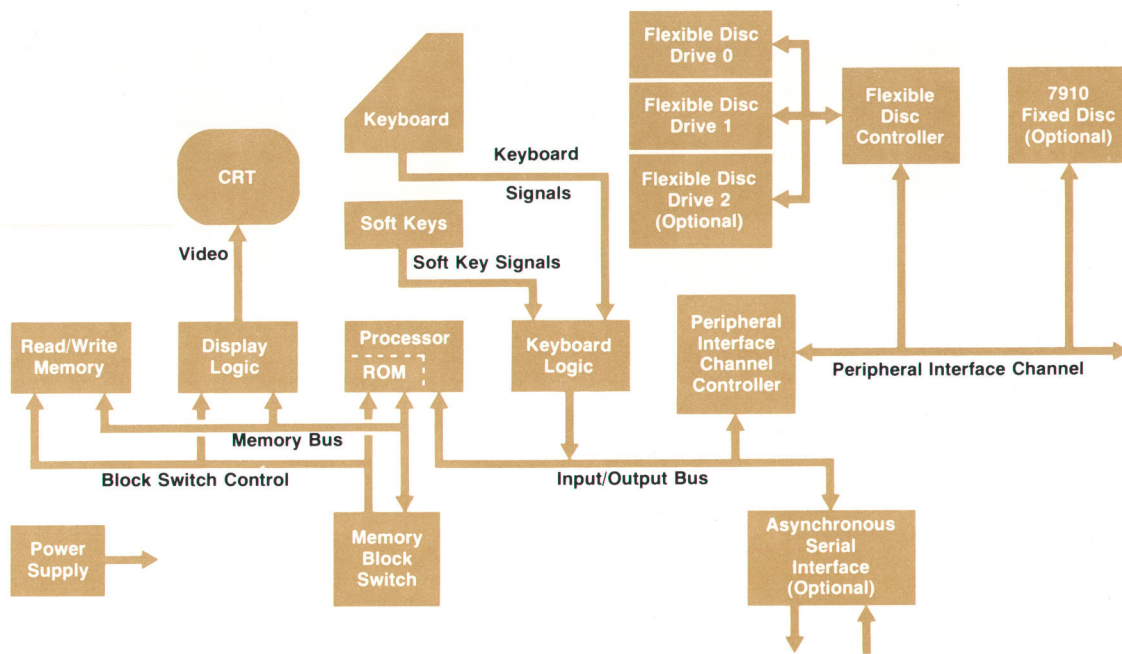 Flexible Disc
Drive 0
Flexible Disc
Drive 1
Flexible Disc
Drive 2
(Optional)
Flexible
Disc
Controller
7910
Fixed Disc
(Optional)
Keyboard
Keyboard
Signals
CRT
Soft Keys
Video
Soft Key Signals
Read/Write
Memory
Display
Logic
Processor
ROM
Keyboard
Logic
Peripheral
Interface
Channel
Controller
Peripheral Interface Channel
Memory Bus
Block Switch Control
Input/Output Bus
Power
Supply
Memory
Block
Switch
Asynchronous
Serial
Interface
(Optional)